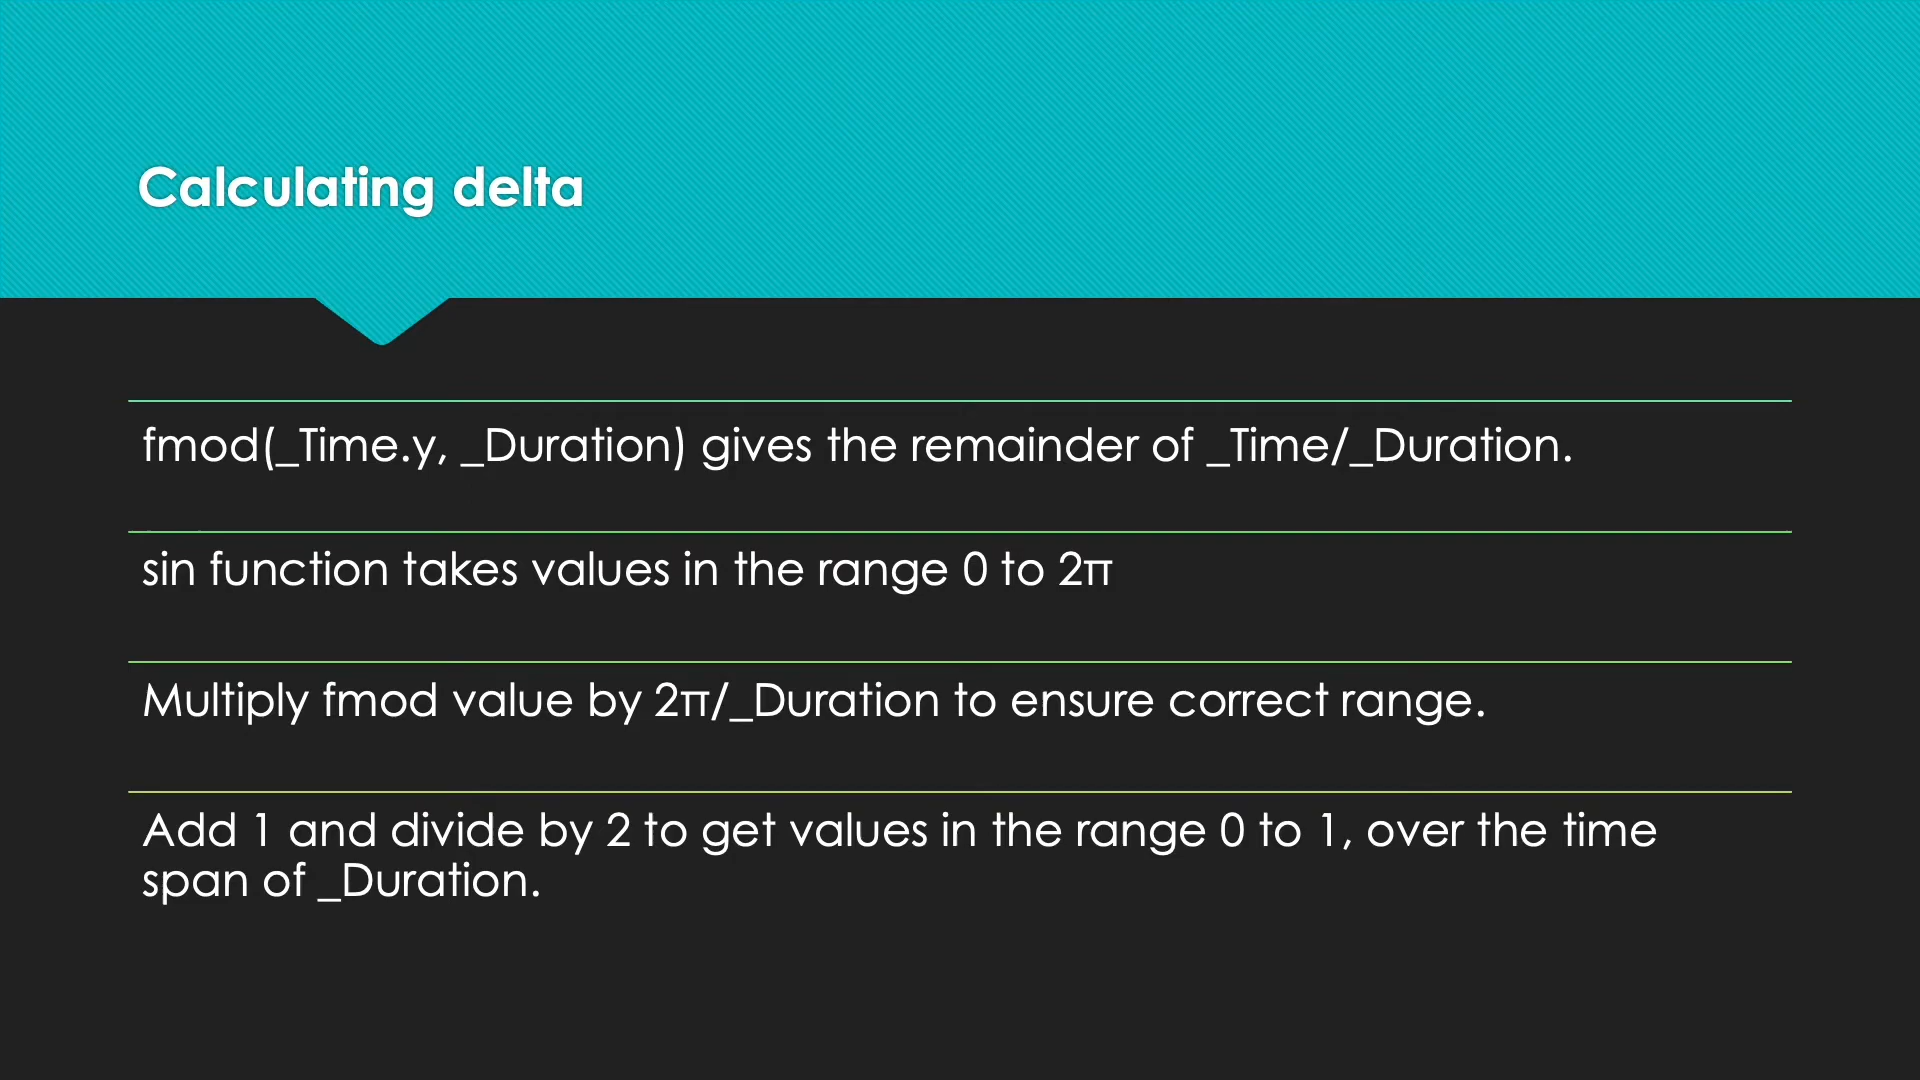 Calculating delta
fmod(_Time.y, _Duration) gives the remainder of _Time/_Duration.
sin function takes values in the range 0 to 2π
Multiply fmod value by 2π/_Duration to ensure correct range.
Add 1 and divide by 2 to get values in the range 0 to 1, over the time
span of _Duration.